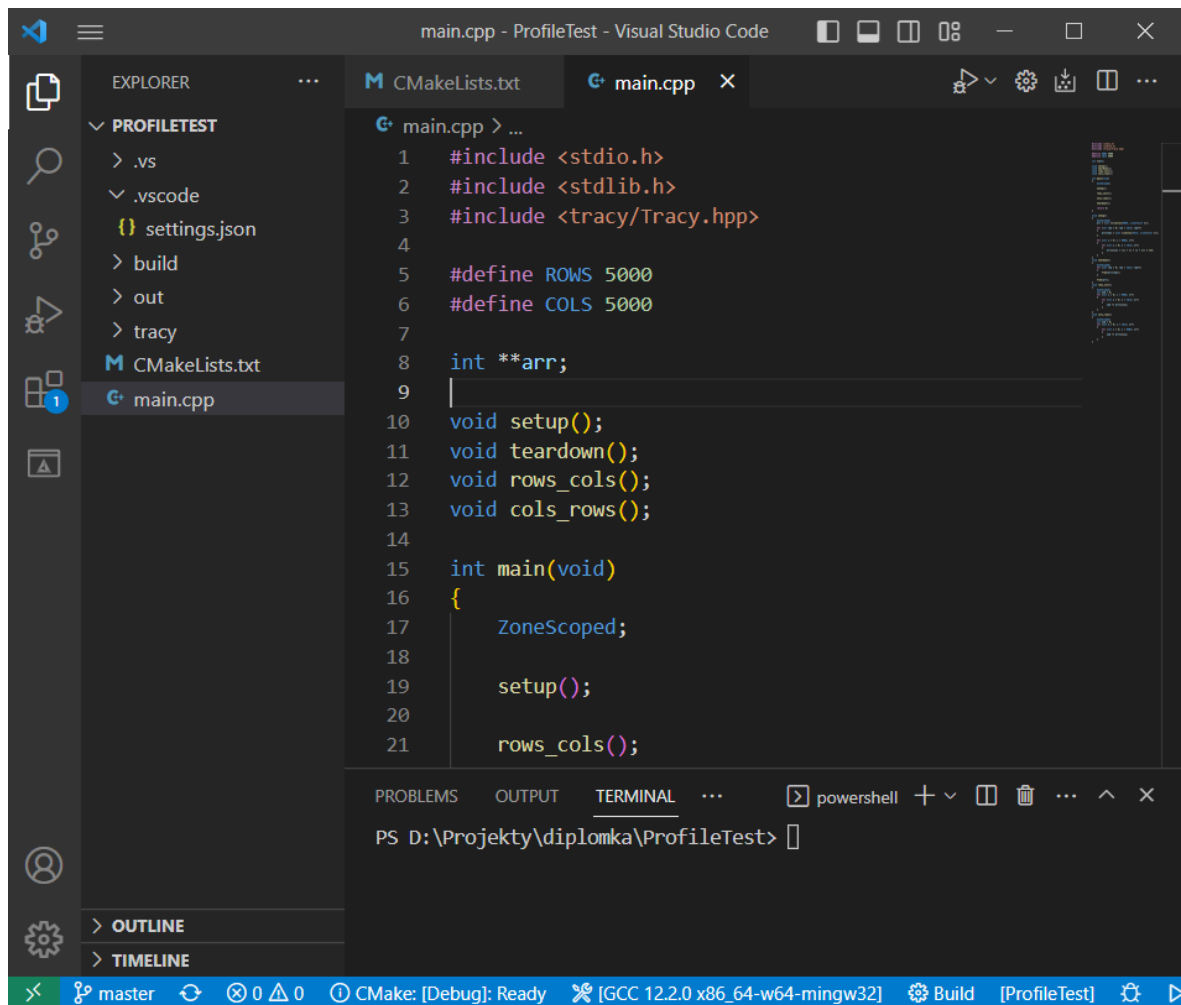 main.cpp - ProfileTest - Visual Studio Code
EXPLORER
PROFILETEST
.vs
.vscode
{} settings.json
build
out
tracy
M CMakeLists.txt
main.cpp
1
OUTLINE
TIMELINE
M CMakeLists.txt
main.cpp
main.cpp > ...
1 #include <stdio.h>
2 #include <stdlib.h>
3 #include <tracy/Tracy.hpp>
4
5 #define ROWS 5000
6 #define COLS 5000
7
8 int **arr;
9
10 void setup();
11 void teardown();
12 void rows_cols();
13 void cols_rows();
14
15 int main(void)
16 {
17 ZoneScoped;
18
19 setup();
20
21 rows_cols();
PROBLEMS OUTPUT TERMINAL ... powershell
PS D:\Projekty\diplomka\ProfileTest>
master 0 0 CMake: [Debug]: Ready [GCC 12.2.0 x86_64-w64-mingw32] Build [ProfileTest]